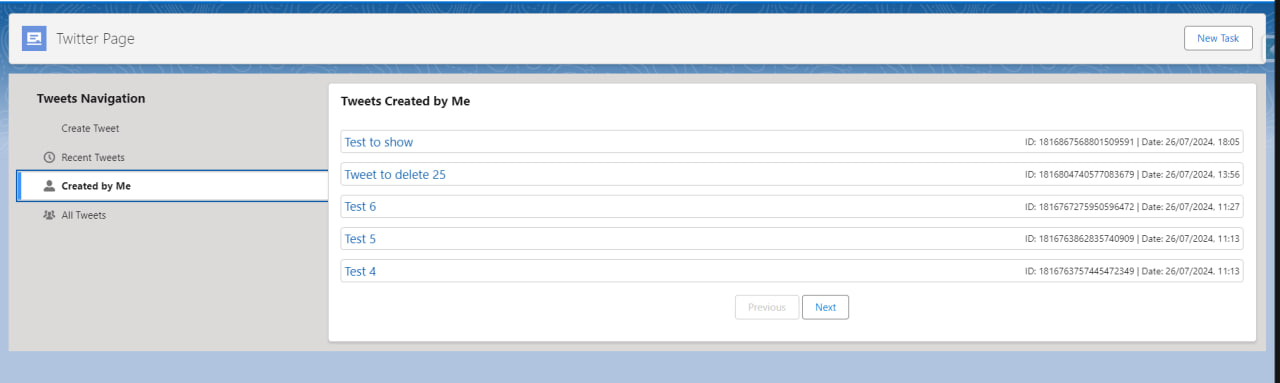 Twitter Page
New Task
Tweets Navigation
Create Tweet
Recent Tweets
Created by Me
All Tweets
Tweets Created by Me
Test to show ID: 1816867568801509591 | Date: 26/07/2024, 18:05
Tweet to delete 25 ID: 1816804740577083679 | Date: 26/07/2024, 13:56
Test 6 ID: 1816767275950596472 | Date: 26/07/2024, 11:27
Test 5 ID: 1816763862835740909 | Date: 26/07/2024, 11:13
Test 4 ID: 1816763757445472349 | Date: 26/07/2024, 11:13
Previous Next